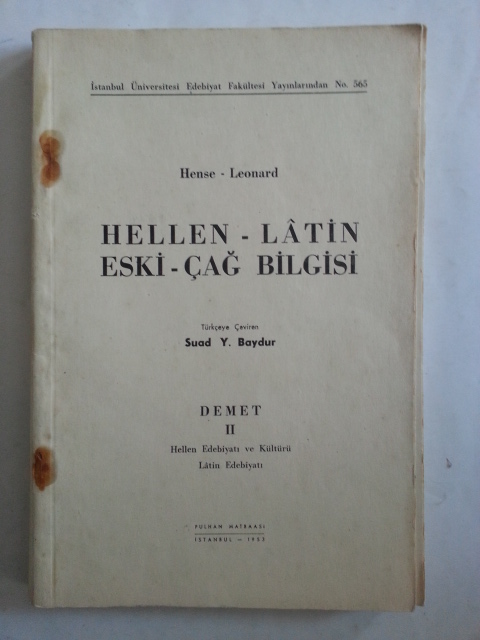 İstanbul Üniversitesi Edebiyat Fakültesi Yayınlarından No. 565
Hense - Leonard
HELLEN - LÂTİN
ESKİ - ÇAĞ BİLGİSİ
Türkçeye Çeviren
Suad Y. Baydur
DEMET
II
Hellen Edebiyatı ve Kültürü
Lâtin Edebiyatı
PULHAN MATBAASI
İSTANBUL — 1953